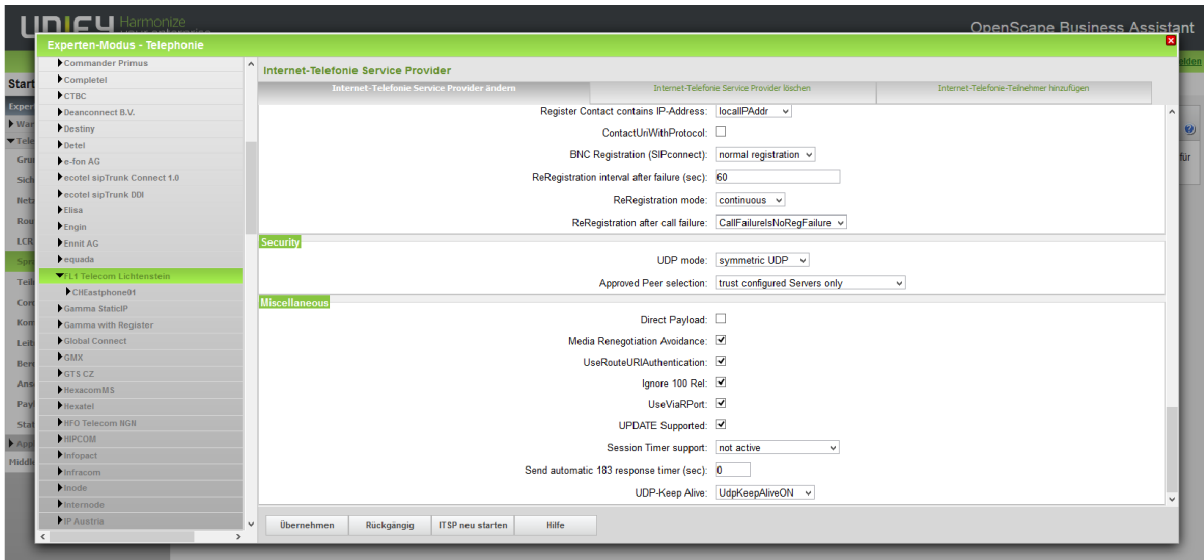 UNIFY Harmonize
OpenScape Business Assistant
Experten-Modus - Telephonie
Start
Commander Primus
Completel
CTBC
Deanconnect B.V.
Destiny
Detel
e-fon AG
ecotel sipTrunk Connect 1.0
ecotel sipTrunk DDI
Elisa
Engin
Ennit AG
equada
FL1 Telecom Lichtenstein
CHEastphone01
Gamma StaticIP
Gamma with Register
Global Connect
GMX
GTS CZ
HexacomMS
Hexatel
HFO Telecom NGN
HIPCOM
Infopact
Infracom
Inode
Internode
IP Austria
Internet-Telefonie Service Provider
Internet-Telefonie Service Provider ändern
Internet-Telefonie Service Provider löschen
Internet-Telefonie-Teilnehmer hinzufügen
Register Contact contains IP-Address: localIPAddr
ContactUriWithProtocol:
BNC Registration (SIPconnect): normal registration
ReRegistration interval after failure (sec): 60
ReRegistration mode: continuous
ReRegistration after call failure: CallFailureIsNoRegFailure
Security
UDP mode: symmetric UDP
Approved Peer selection: trust configured Servers only
Miscellaneous
Direct Payload:
Media Renegotiation Avoidance:
UseRouteURIAuthentication:
Ignore 100 Rel:
UseViaRPort:
UPDATE Supported:
Session Timer support: not active
Send automatic 183 response timer (sec): 0
UDP-Keep Alive: UdpKeepAliveON
Übernehmen
Rückgängig
ITSP neu starten
Hilfe
für